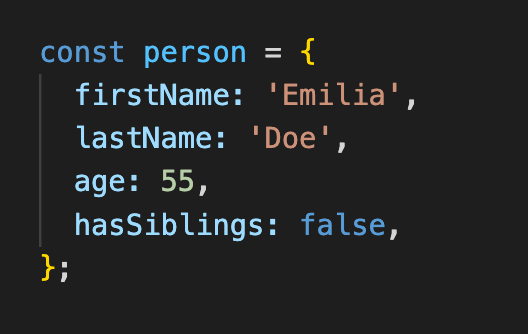 const person = {
  firstName: 'Emilia',
  lastName: 'Doe',
  age: 55,
  hasSiblings: false,
};